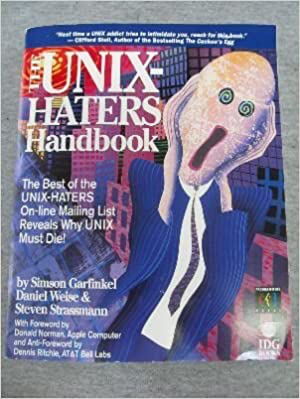 "Next time a UNIX addict tries to intimidate you, reach for this book."
— Clifford Stoll, Author of the Bestselling The Cuckoo's Egg
THE
UNIX-
HATERS
Handbook
The Best of the
UNIX-HATERS
On-line Mailing List
Reveals Why UNIX
Must Die!
by Simson Garfinkel
Daniel Weise &
Steven Strassmann
With Foreword by
Donald Norman, Apple Computer
and Anti-Foreword by
Dennis Ritchie, AT&T Bell Labs
IDG
BOOKS